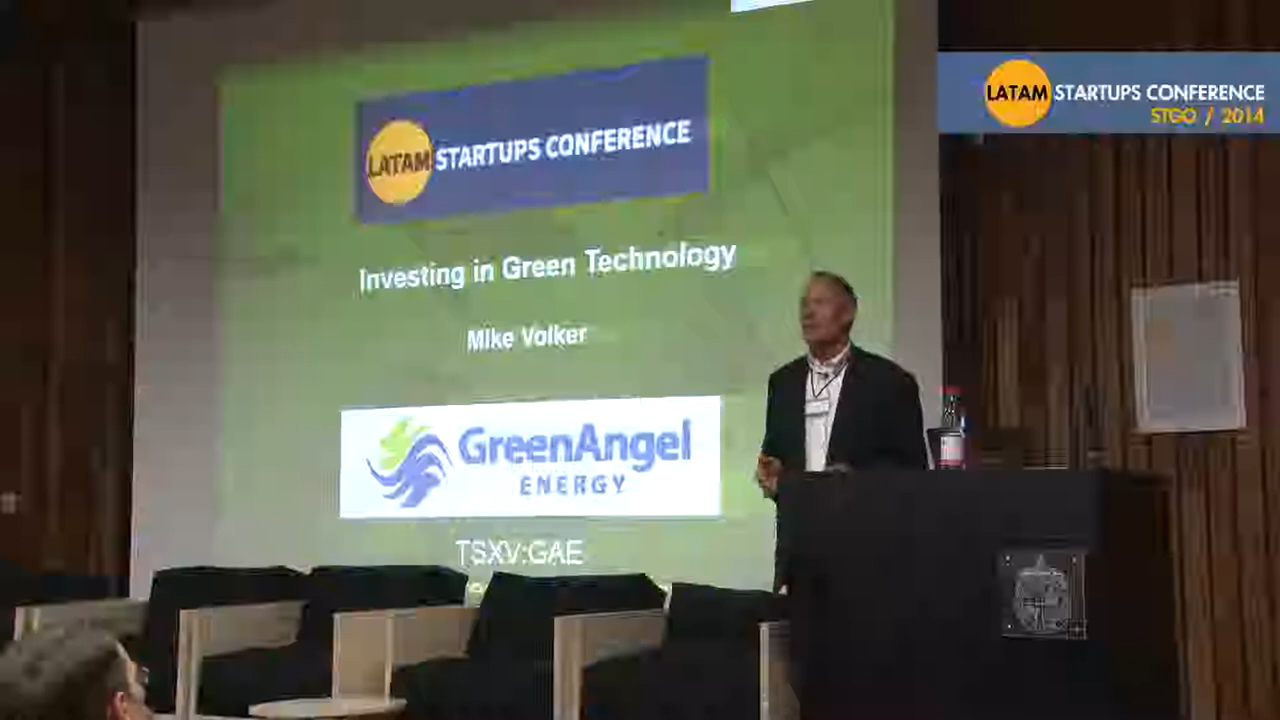 LATAM STARTUPS CONFERENCE
STGO / 2014
LATAM STARTUPS CONFERENCE
Investing in Green Technology
Mike Volker
GreenAngel
ENERGY
TSXV:GAE